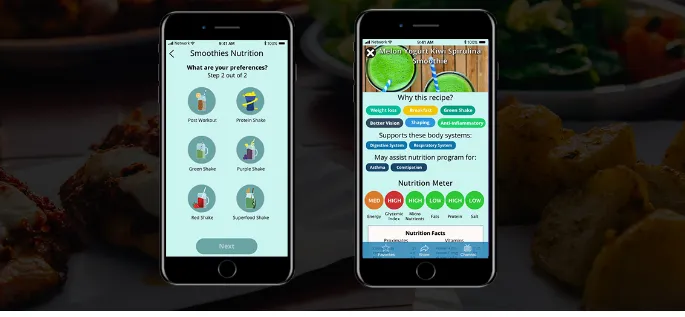 Network
9:41 AM
100%
Smoothies Nutrition
What are your preferences?
Step 2 out of 2
Post Workout
Protein Shake
Green Shake
Purple Shake
Red Shake
Superfood Shake
Next
Network
9:41 AM
100%
Melon Yogurt Kiwi Spirulina
Smoothie
Why this recipe?
Weight-loss
Breakfast
Green Shake
Better Vision
Shaping
Anti-Inflammatory
Supports these body systems:
Digestive System
Respiratory System
May assist nutrition program for:
Asthma
Constipation
Nutrition Meter
MED HIGH HIGH LOW HIGH LOW
Energy
Glycemic
Index
Micro
Nutrients
Fats
Protein
Salt
Nutrition Facts
Proximates
Vitamins
Favorites
Share